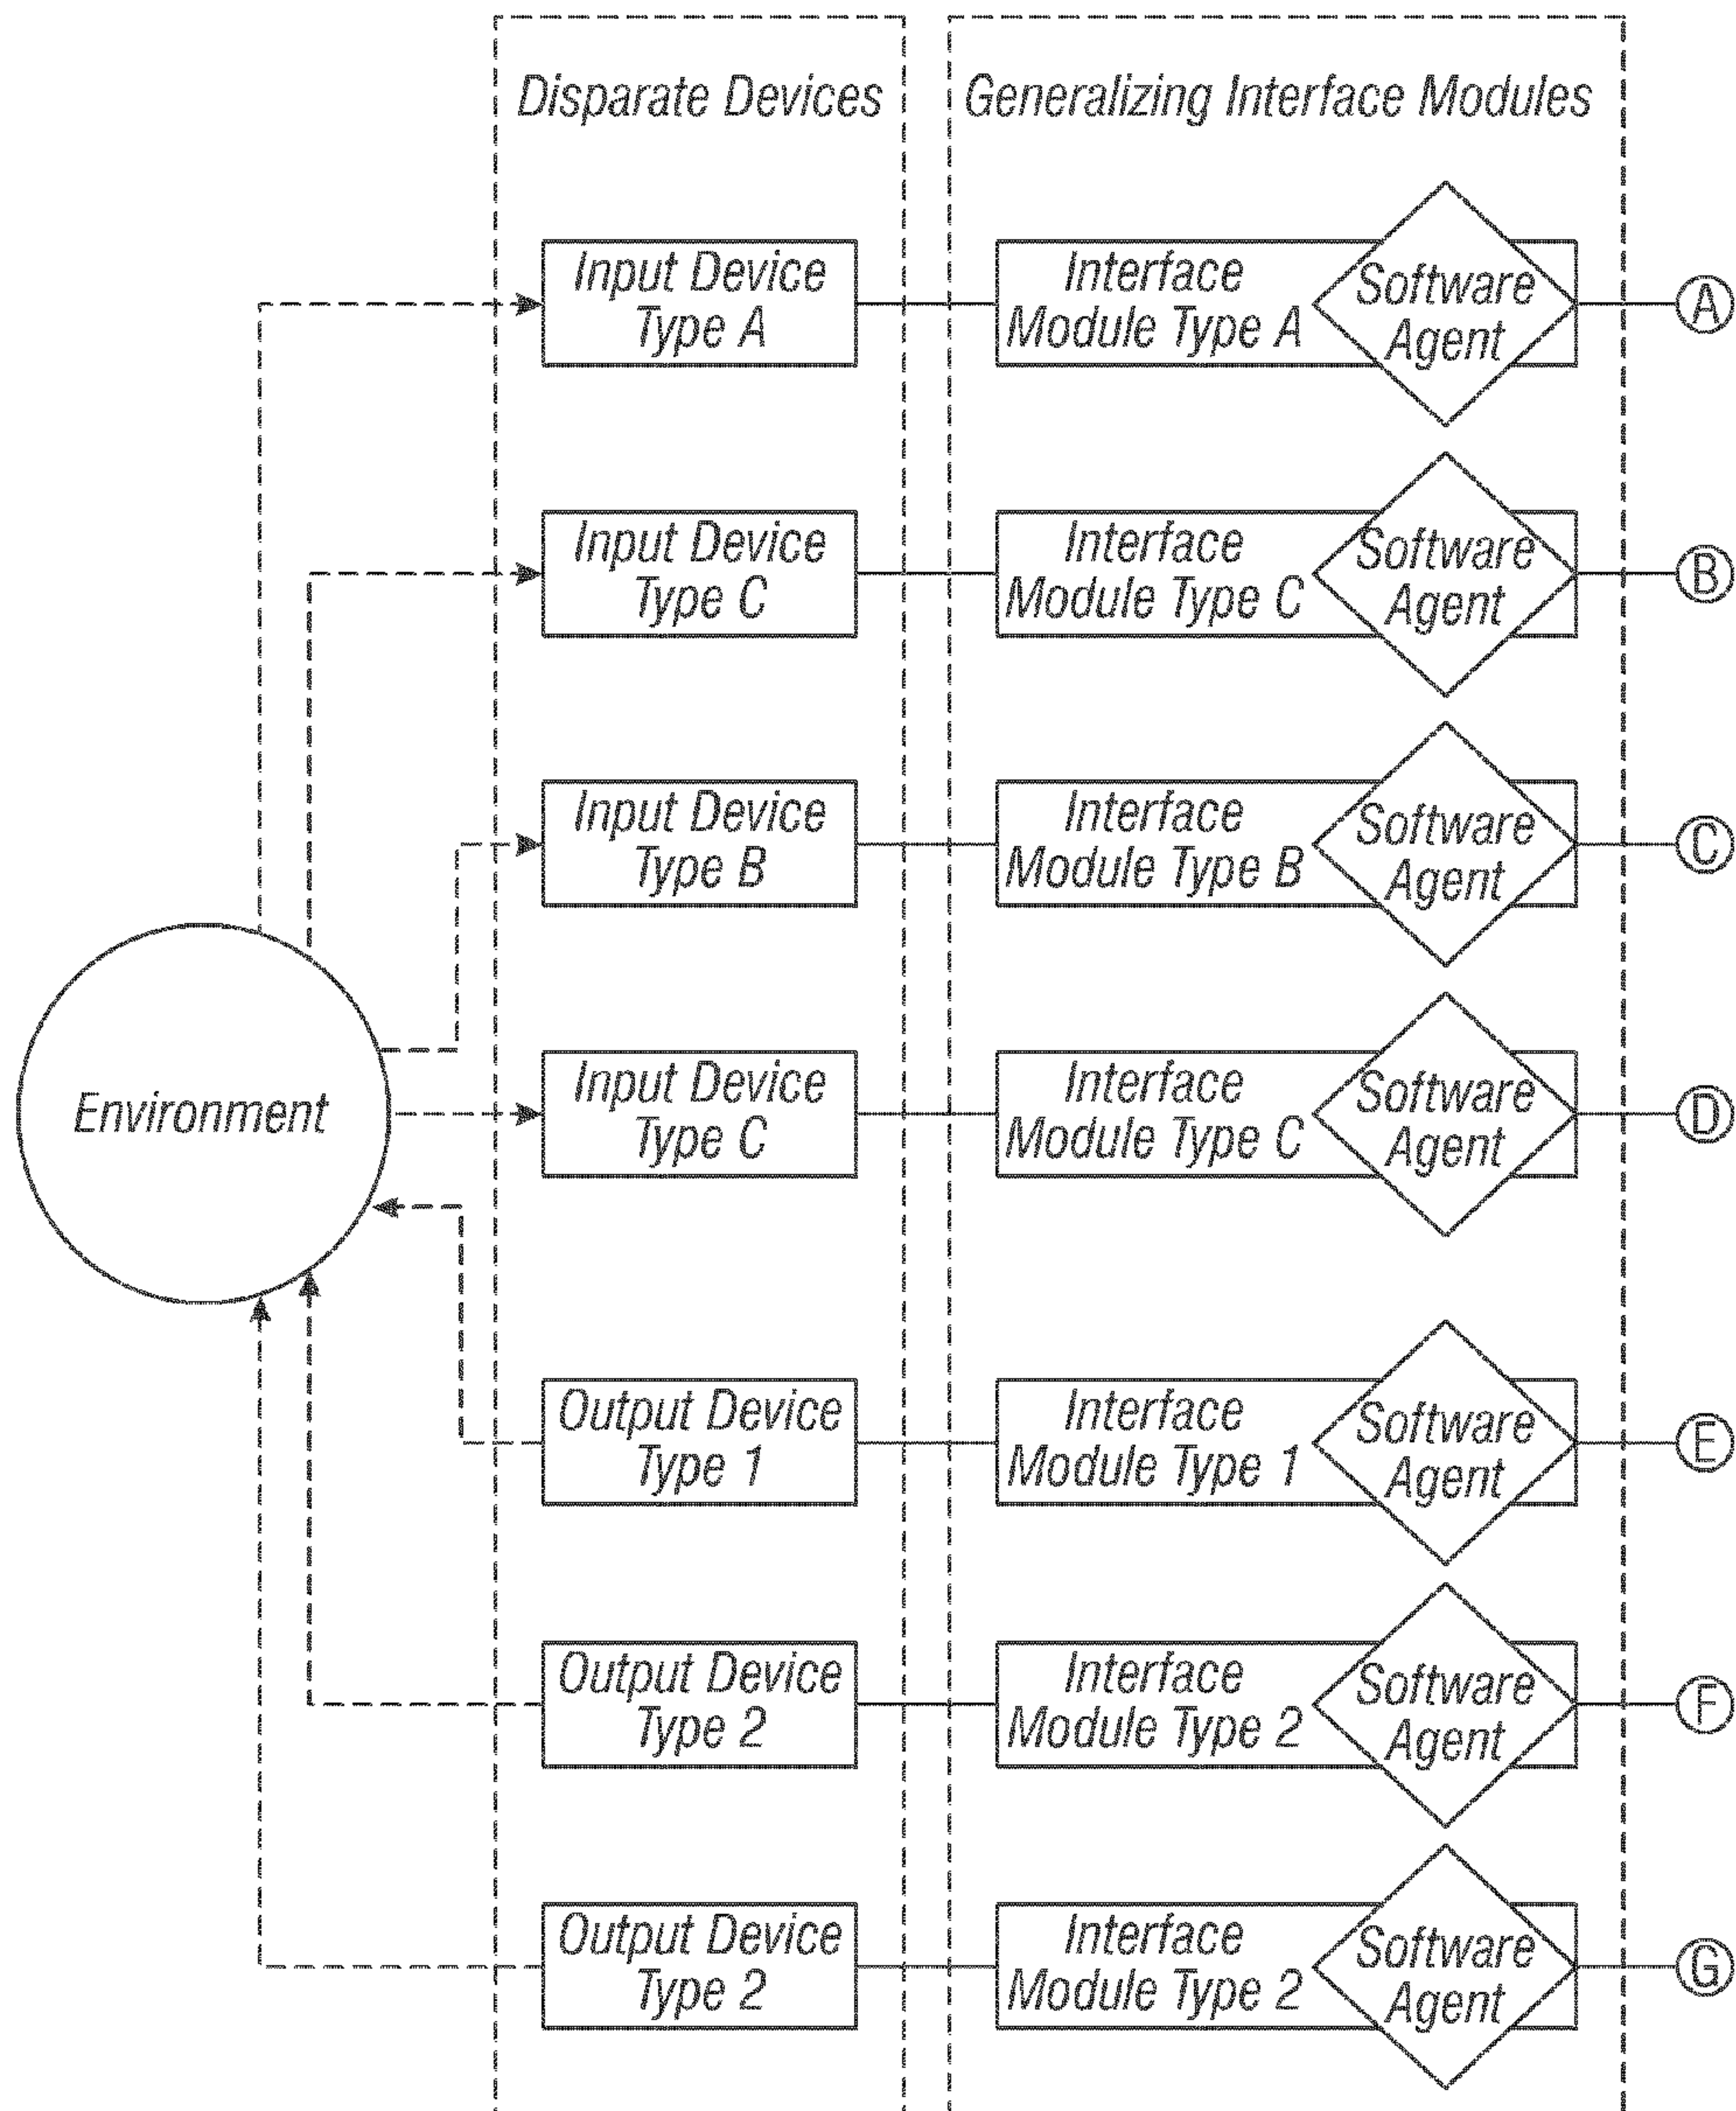 Disparate Devices
Generalizing Interface Modules
Input Device
Type A
Interface
Module Type A
Software
Agent
A
Input Device
Type C
Interface
Module Type C
Software
Agent
B
Input Device
Type B
Interface
Module Type B
Software
Agent
C
Environment
Input Device
Type C
Interface
Module Type C
Software
Agent
D
Output Device
Type 1
Interface
Module Type 1
Software
Agent
E
Output Device
Type 2
Interface
Module Type 2
Software
Agent
F
Output Device
Type 2
Interface
Module Type 2
Software
Agent
G